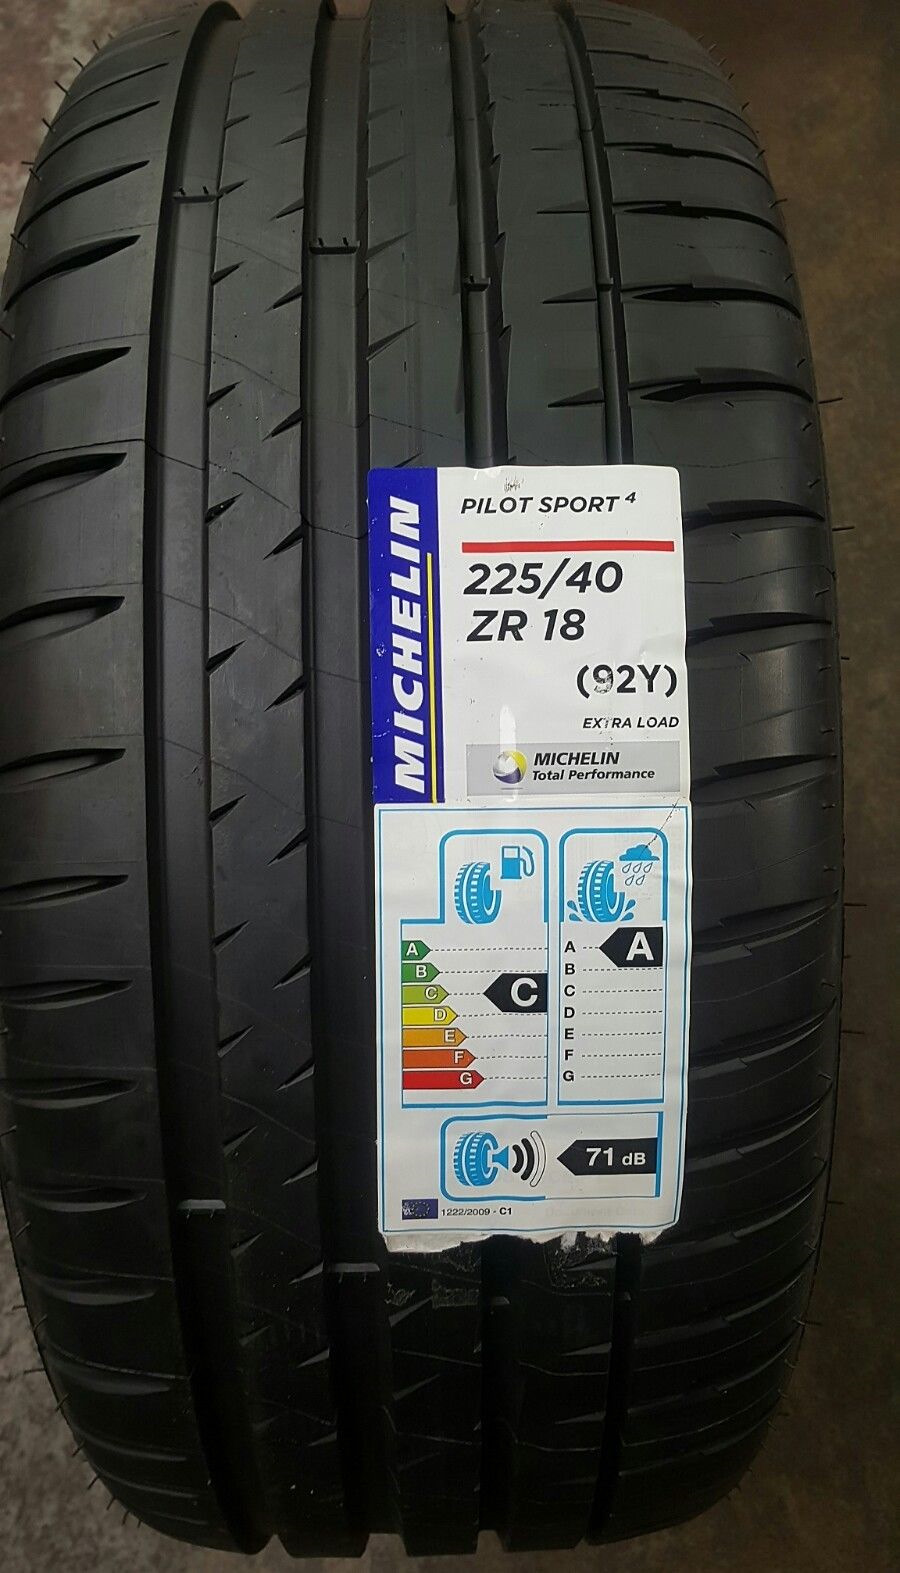 MICHELIN
PILOT SPORT 4
225/40
ZR 18
(92Y)
EXTRA LOAD
MICHELIN
Total Performance
A
B
C
D
E
F
G
C
A
B
C
D
E
F
G
A
71 dB
1222/2009 - C1